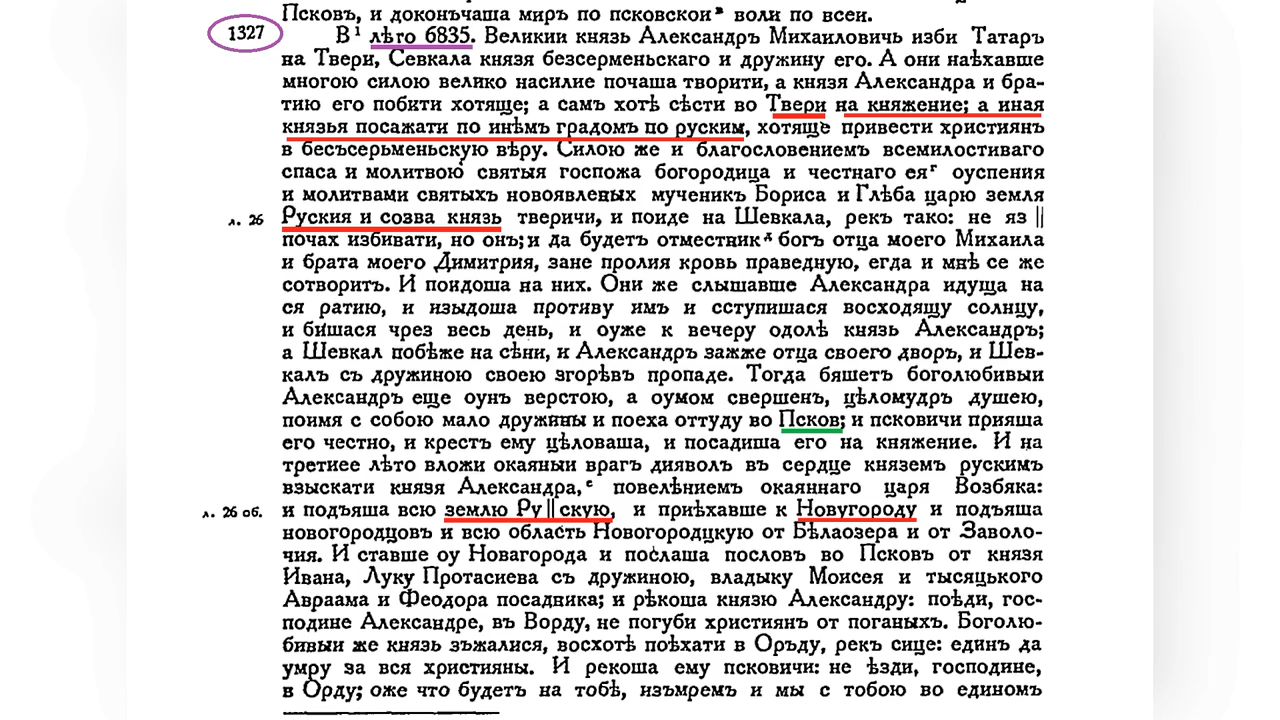 Псковъ, и доконъчаша миръ по псковскои ª воли по всеи.
1327
В¹ лѣто 6835. Великии князь Александръ Михаиловичь изби Татаръ
на Твери, Севкала князя безсерменьскаго и дружину его. А они наѣхавше
многою силою велико насилие почаша творити, а князя Александра и бра-
тию его побити хотяще; а самъ хотѣ сѣсти во Твери на княжение; а иная
князья посажати по инѣмъ градомъ по руским, хотяще привести християнъ
в бесъсерьменьскую вѣру. Силою же и благословениемъ всемилостиваго
спаса и молитвою святыя госпожа богородица и честнаго ея г оуспения
и молитвами святыхъ новоявленых мученикъ Бориса и Глѣба царю земля
л. 26 Руския и созва князь тверичи, и поиде на Шевкала, рекъ тако: не яз ||
почах избивати, но онъ; и да будетъ отместник д богъ отца моего Михаила
и брата моего Димитрия, зане пролия кровь праведную, егда и мнѣ се же
сотворитъ. И поидоша на них. Они же слышавше Александра идуща на
ся ратию, и изыдоша противу имъ и сступишася восходящу солнцу,
и бишася чрез весь день, и оуже к вечеру одолѣ князь Александръ;
а Шевкал побѣже на сѣни, и Александръ зажже отца своего дворъ, и Шев-
калъ съ дружиною своею згорѣвъ пропаде. Тогда бяшетъ боголюбивыи
Александръ еще оунъ верстою, а оумом свершенъ, цѣломудръ душею,
поимя с собою мало дружины и поеха оттуду во Псков; и псковичи прияша
его честно, и крестъ ему цѣловаша, и посадиша его на княжение. И на
третиее лѣто вложи окаяныи врагъ дияволъ въ сердце княземъ рускимъ
взыскати князя Александра, е повелѣниемъ окаяннаго царя Возбяка:
л. 26 об. и подъяша всю землю Ру||скую, и приѣхавше к Новугороду и подъяша
новогородцовъ и всю область Новогородцкую от Бѣлаозера и от Заволо-
чия. И ставше оу Новагорода и послаша пословъ во Псковъ от князя
Ивана, Луку Протасиева съ дружиною, владыку Моисея и тысяцького
Авраама и Феодора посадника; и рѣкоша князю Александру: поѣди, гос-
подине Александре, въ Ворду, не погуби християнъ от поганыхъ. Боголю-
бивыи же князь зъжалися, восхотѣ поѣхати в Оръду, рекъ сице: единъ да
умру за вся християны. И рекоша ему псковичи: не ѣзди, господине,
в Орду; оже что будетъ на тобѣ, изъмремъ и мы с тобою во единомъ